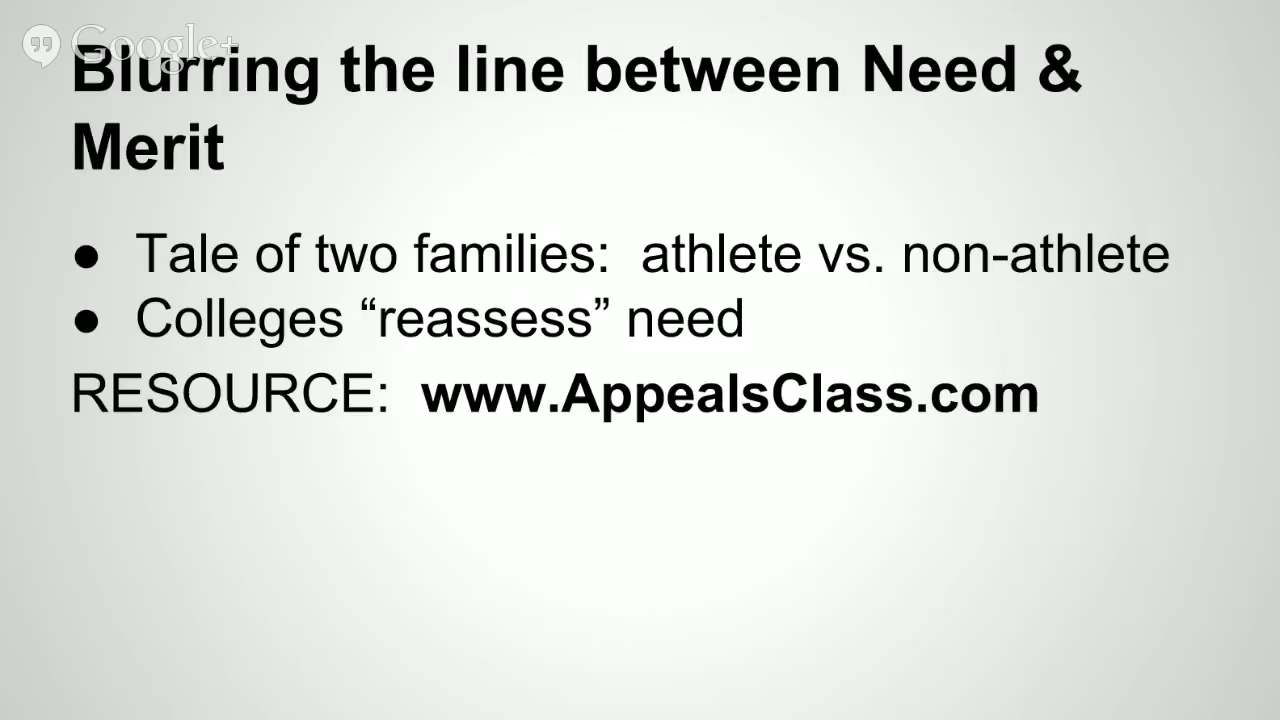 Google+
Blurring the line between Need &
Merit
● Tale of two families:  athlete vs. non-athlete
● Colleges “reassess” need
RESOURCE:  www.AppealsClass.com